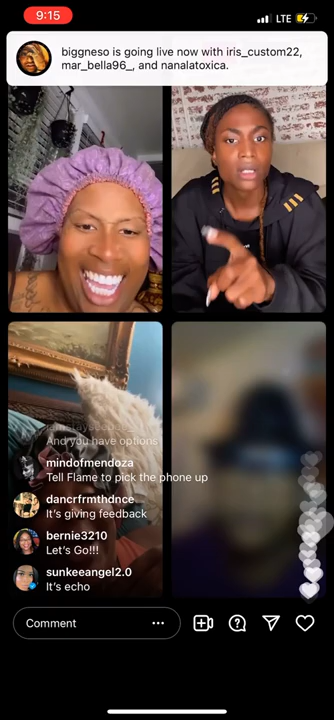 9:15
LTE
biggneso is going live now with iris_custom22,
mar_bella96_, and nanalatoxica.
And you have options
mindofmendoza
Tell Flame to pick the phone up
dancrfrmthdnce
It's giving feedback
bernie3210
Let's Go!!!
sunkeeangel2.0
It's echo
Comment